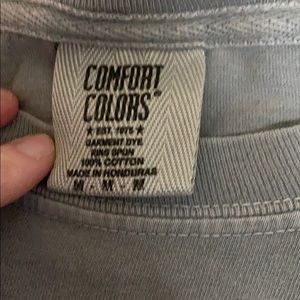 COMFORT
COLORS®
★ EST. 1975 ★
GARMENT DYE
RING SPUN
100% COTTON
MADE IN HONDURAS
M M M